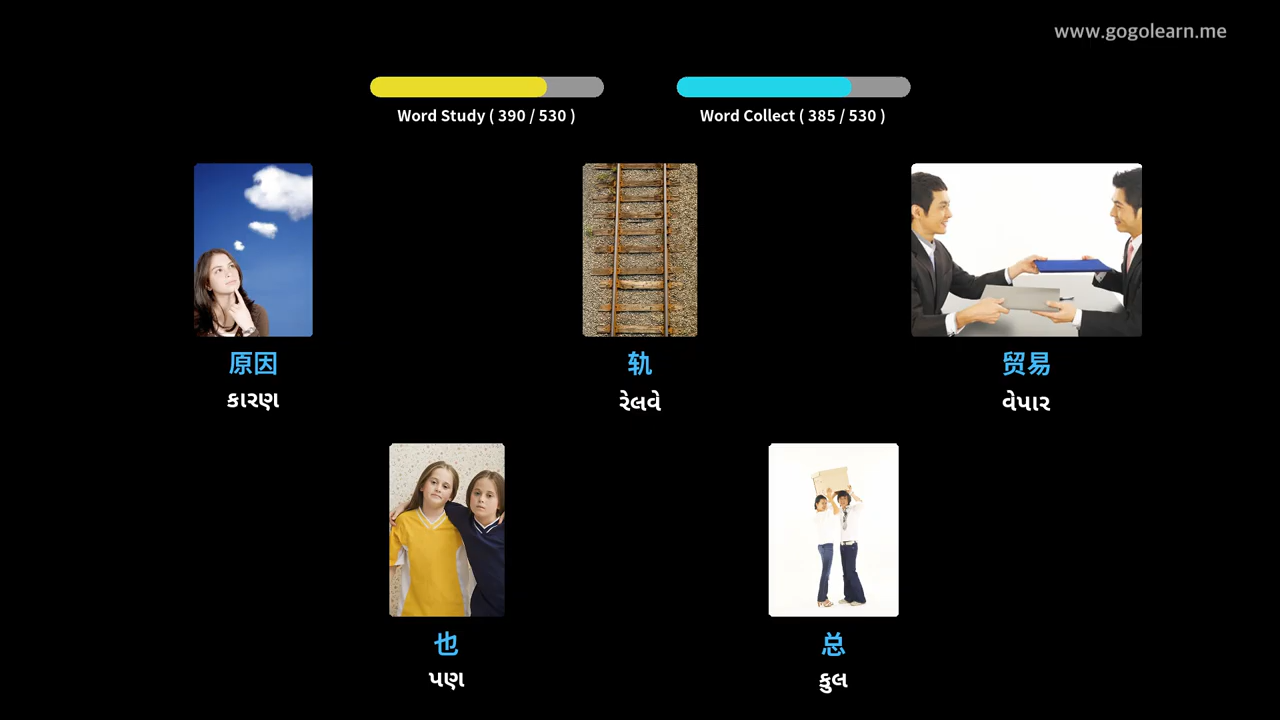 www.gogolearn.me
Word Study ( 390 / 530 )
Word Collect ( 385 / 530 )
原因
કારણ
轨
રેલવે
贸易
વેપાર
也
પણ
总
કુલ